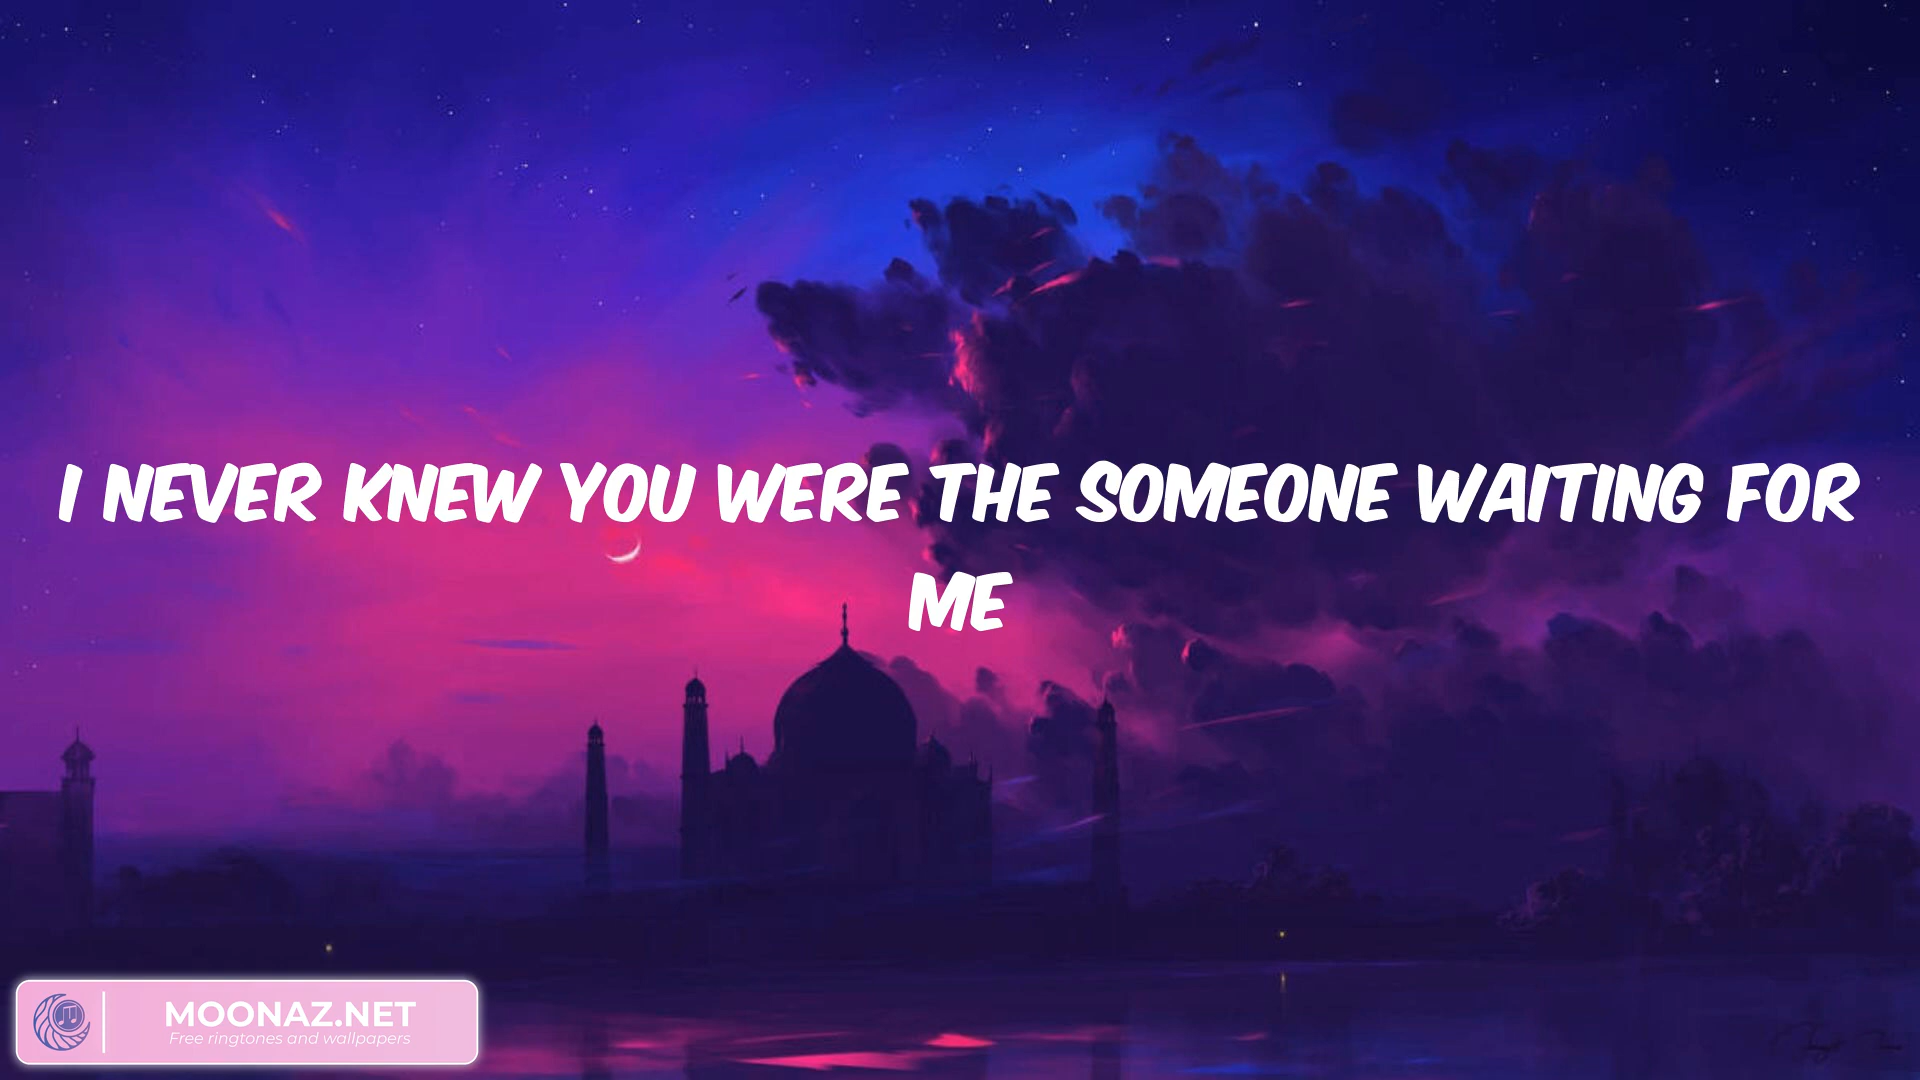 I NEVER KNEW YOU WERE THE SOMEONE WAITING FOR
ME
MOONAZ.NET
Free ringtones and wallpapers